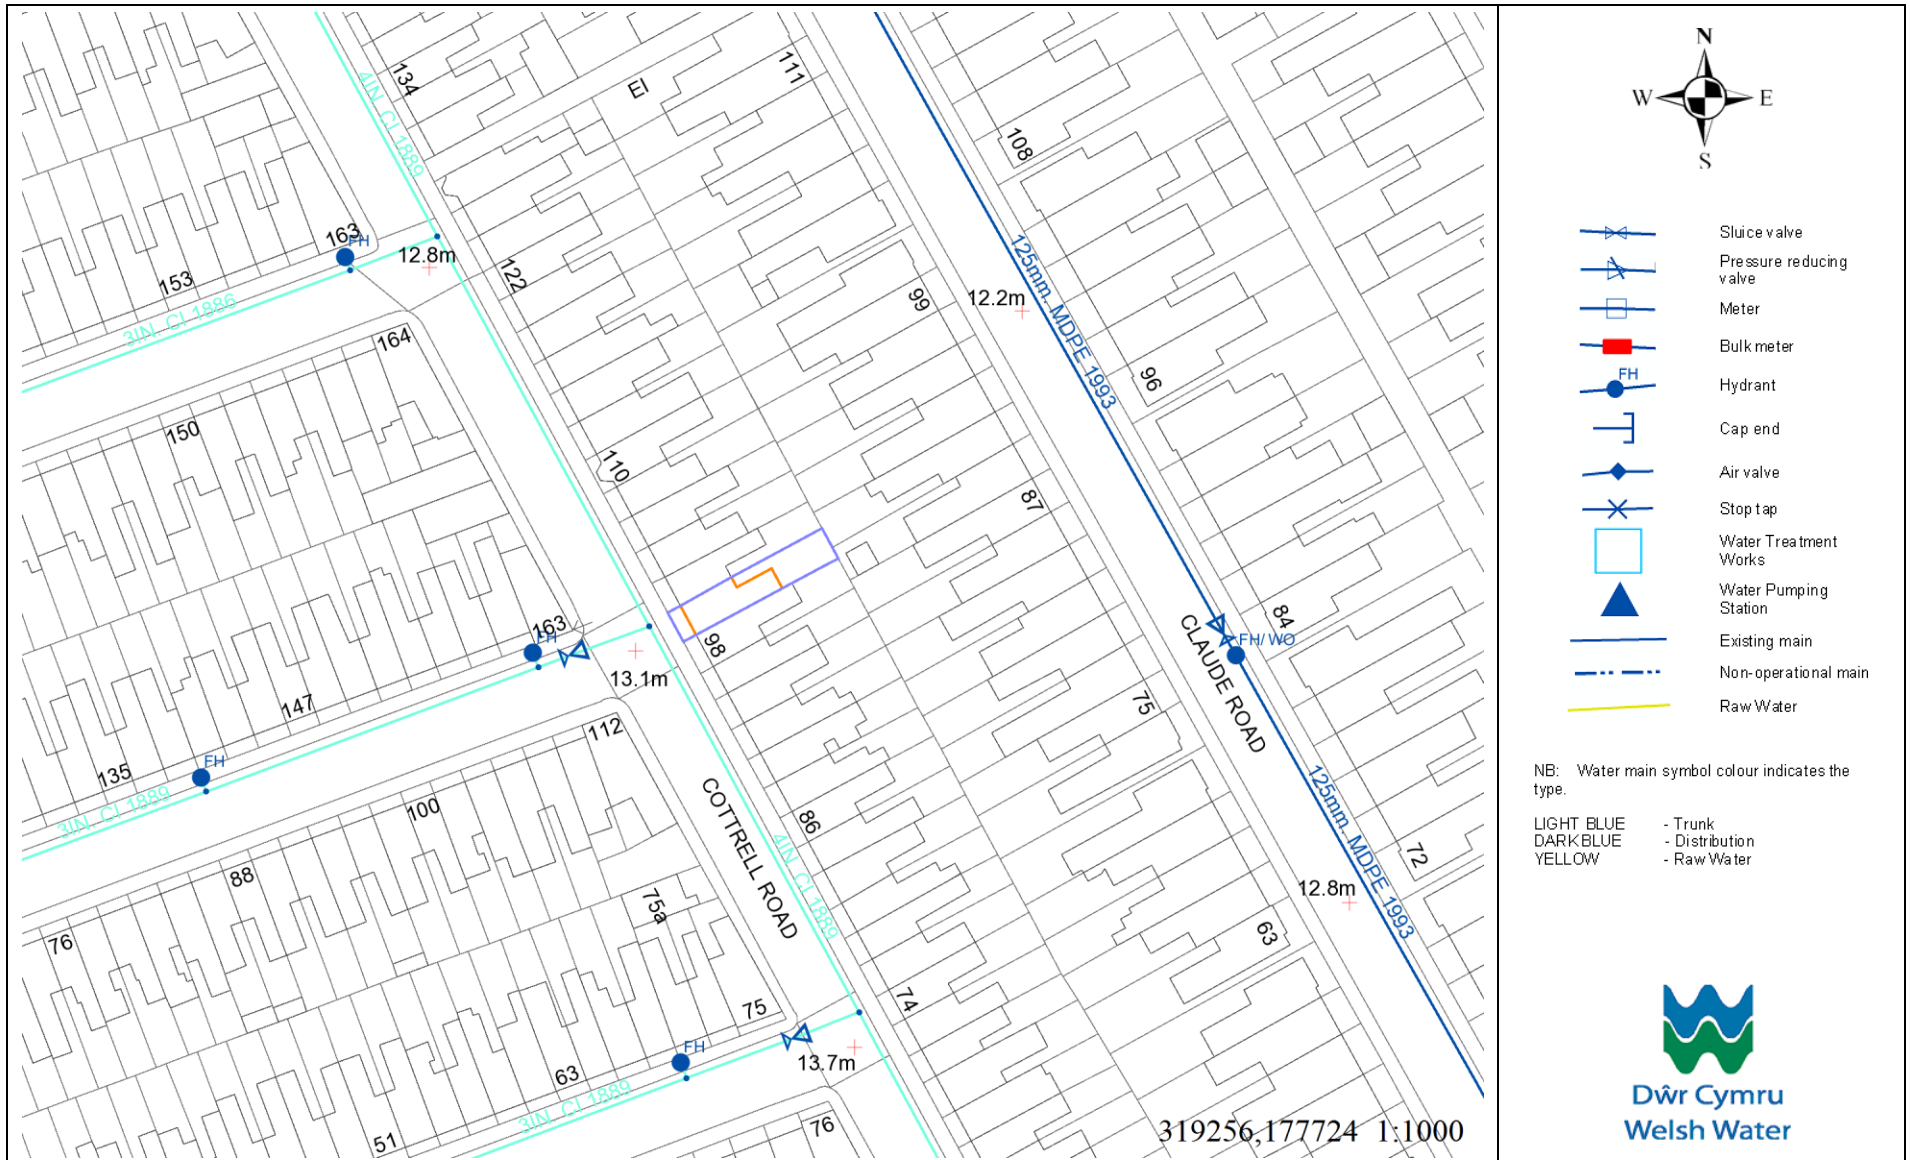 134
4IN. CI 1889
El
111
108
163
FH
12.8m
153
3IN. CI 1886
122
125mm. MDPE 1993
12.2m
99
164
96
150
110
87
163
FH
98
84
FH/ WO
CLAUDE ROAD
13.1m
147
75
112
135
FH
3IN. CI 1889
100
COTTRELL ROAD
86
4IN. CI 1889
125mm. MDPE 1993
72
88
12.8m
75a
76
63
74
75
FH
13.7m
63
3IN. CI 1889
51
76
319256,177724 1:1000
N
W E
S
Sluice valve
Pressure reducing
valve
Meter
Bulk meter
FH
Hydrant
Cap end
Air valve
Stop tap
Water Treatment
Works
Water Pumping
Station
Existing main
Non-operational main
Raw Water
NB: Water main symbol colour indicates the
type.
LIGHT BLUE - Trunk
DARK BLUE - Distribution
YELLOW - Raw Water
Dŵr Cymru
Welsh Water